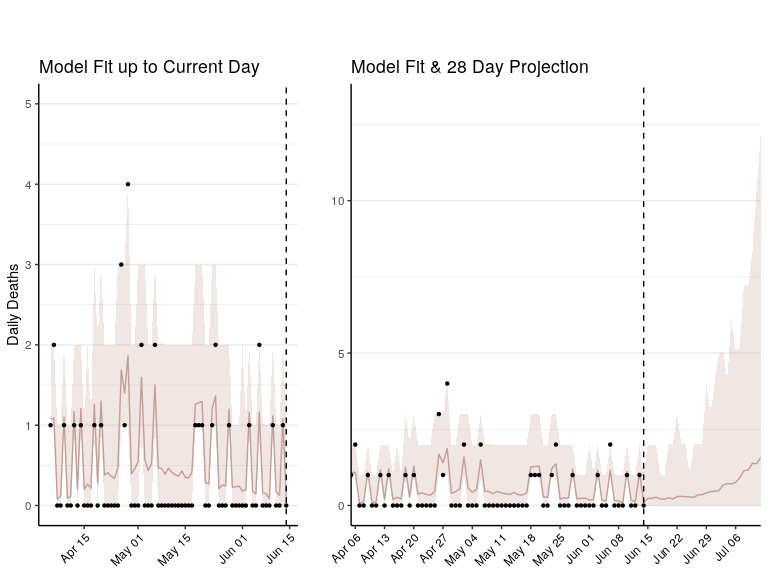 Model Fit up to Current Day
Daily Deaths
5
4
3
2
1
0
Apr 15
May 01
May 15
Jun 01
Jun 15
Model Fit & 28 Day Projection
10
5
0
Apr 06
Apr 13
Apr 20
Apr 27
May 04
May 11
May 18
May 25
Jun 01
Jun 08
Jun 15
Jun 22
Jun 29
Jul 06